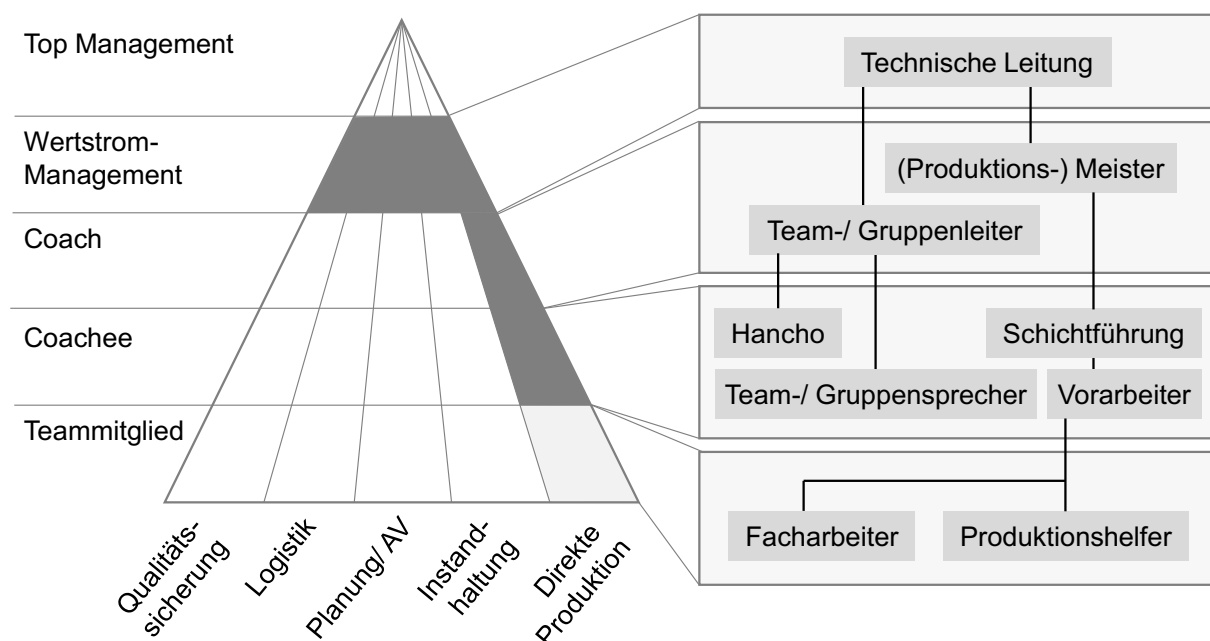 Top Management
Wertstrom-
Management
Coach
Coachee
Teammitglied
Qualitäts-
sicherung
Logistik
Planung/ AV
Instand-
haltung
Direkte
Produktion
Technische Leitung
(Produktions-) Meister
Team-/ Gruppenleiter
Hancho
Schichtführung
Team-/ Gruppensprecher
Vorarbeiter
Facharbeiter
Produktionshelfer